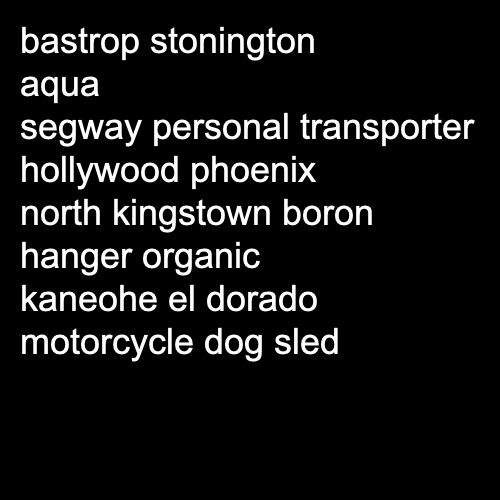 bastrop stonington
aqua
segway personal transporter
hollywood phoenix
north kingstown boron
hanger organic
kaneohe el dorado
motorcycle dog sled